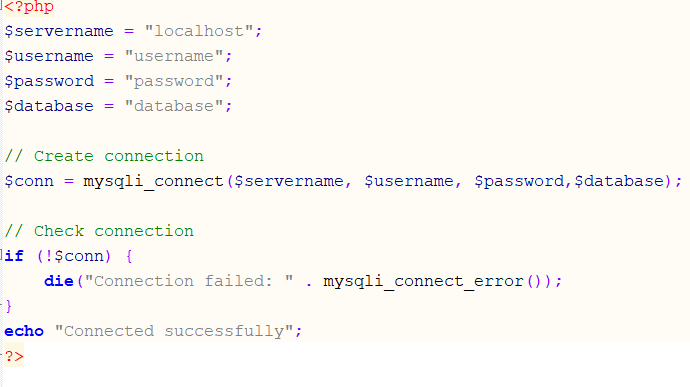 <?php
$servername = "localhost";
$username = "username";
$password = "password";
$database = "database";

// Create connection
$conn = mysqli_connect($servername, $username, $password,$database);

// Check connection
if (!$conn) {
    die("Connection failed: " . mysqli_connect_error());
}
echo "Connected successfully";
?>